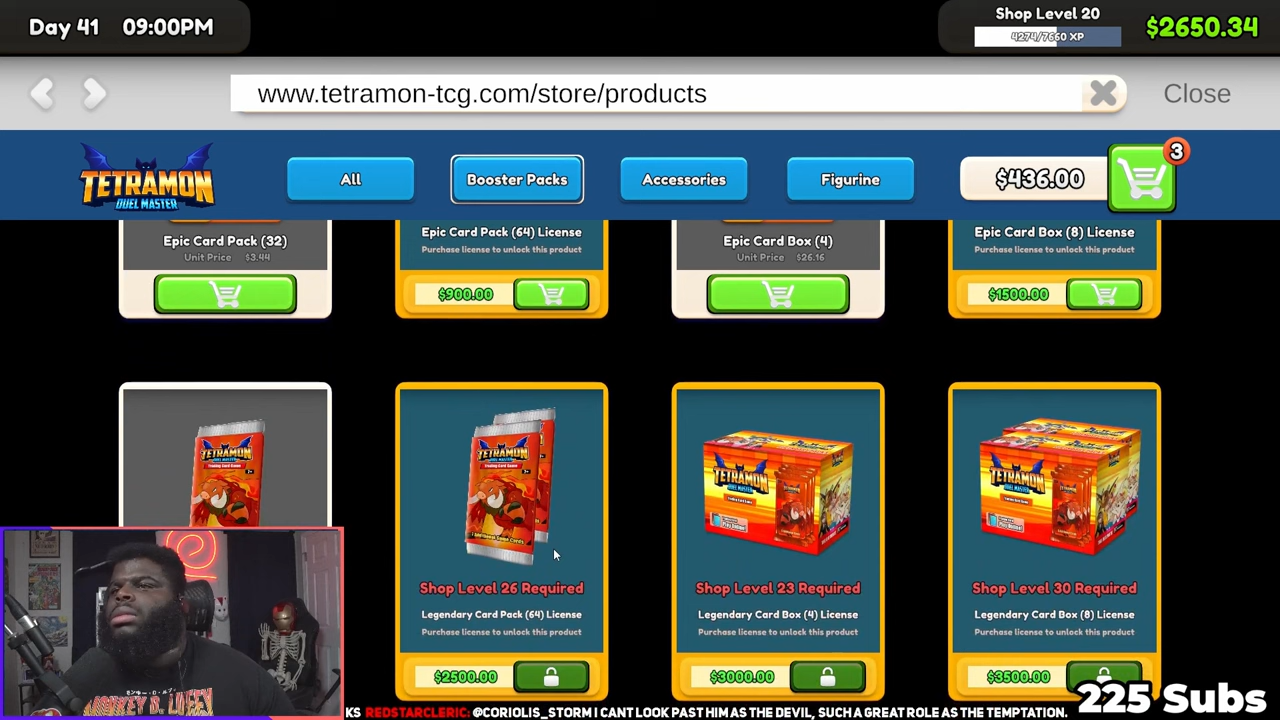 Day 41 09:00PM
Shop Level 20
4274/7660 XP
$2650.34
www.tetramon-tcg.com/store/products
Close
TETRAMON
DUEL MASTER
All
Booster Packs
Accessories
Figurine
$436.00
3
Epic Card Pack (32)
Unit Price $3.44
Epic Card Pack (64) License
Purchase license to unlock this product
$900.00
Epic Card Box (4)
Unit Price $26.16
Epic Card Box (8) License
Purchase license to unlock this product
$1500.00
TETRAMON
TETRAMON
TETRAMON
TETRAMON
Shop Level 26 Required
Legendary Card Pack (64) License
Purchase license to unlock this product
$2500.00
Shop Level 23 Required
Legendary Card Box (4) License
Purchase license to unlock this product
$3000.00
Shop Level 30 Required
Legendary Card Box (8) License
Purchase license to unlock this product
$3500.00
225 Subs
KS REDSTARCLERIC: @CORIOLIS_STORM I CANT LOOK PAST HIM AS THE DEVIL, SUCH A GREAT ROLE AS THE TEMPTATION.